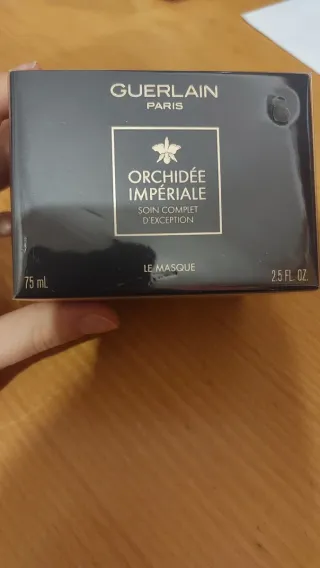 GUERLAIN
PARIS
ORCHIDÉE
IMPÉRIALE
SOIN COMPLET
D'EXCEPTION
LE MASQUE
75 mL
2.5 FL. OZ.